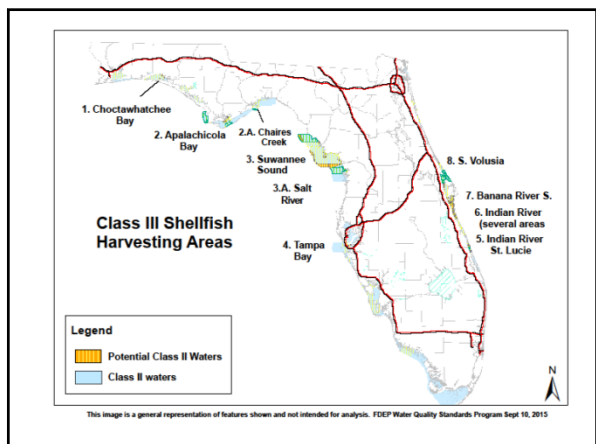 1. Choctawhatchee
Bay
2. Apalachicola
Bay
2.A. Chaires
Creek
3. Suwannee
Sound
3.A. Salt
River
4. Tampa
Bay
8. S. Volusia
7. Banana River S.
6. Indian River
(several areas
5. Indian River
St. Lucie
Class III Shellfish
Harvesting Areas
Legend
Potential Class II Waters
Class II waters
N
This image is a general representation of features shown and not intended for analysis. FDEP Water Quality Standards Program Sept 10, 2015